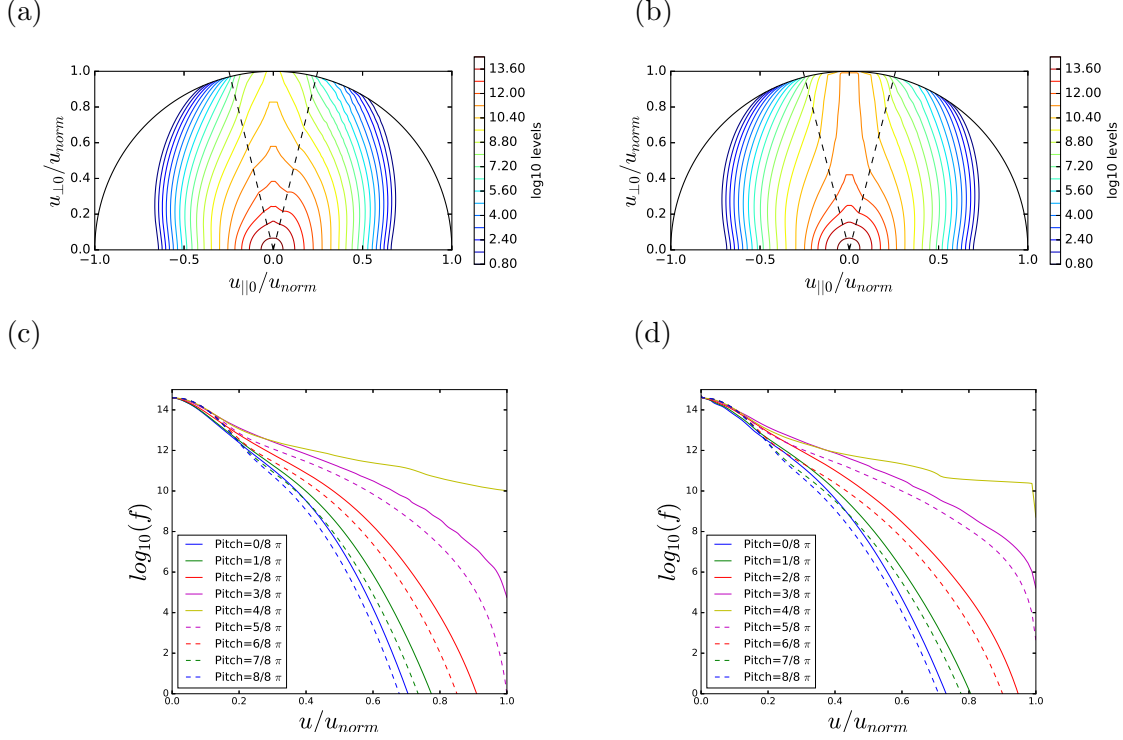 (a)
(b)
1.0
0.8
0.6
0.4
0.2
0.0
−1.0
−0.5
0.0
0.5
1.0
u⊥0/unorm
u||0/unorm
13.60
12.00
10.40
8.80
7.20
5.60
4.00
2.40
0.80
log10 levels
1.0
0.8
0.6
0.4
0.2
0.0
−1.0
−0.5
0.0
0.5
1.0
u⊥0/unorm
u||0/unorm
13.60
12.00
10.40
8.80
7.20
5.60
4.00
2.40
0.80
log10 levels
(c)
(d)
14
12
10
8
6
4
2
0
0.0
0.2
0.4
0.6
0.8
1.0
log10(f)
u/unorm
Pitch=0/8 π
Pitch=1/8 π
Pitch=2/8 π
Pitch=3/8 π
Pitch=4/8 π
Pitch=5/8 π
Pitch=6/8 π
Pitch=7/8 π
Pitch=8/8 π
14
12
10
8
6
4
2
0
0.0
0.2
0.4
0.6
0.8
1.0
log10(f)
u/unorm
Pitch=0/8 π
Pitch=1/8 π
Pitch=2/8 π
Pitch=3/8 π
Pitch=4/8 π
Pitch=5/8 π
Pitch=6/8 π
Pitch=7/8 π
Pitch=8/8 π